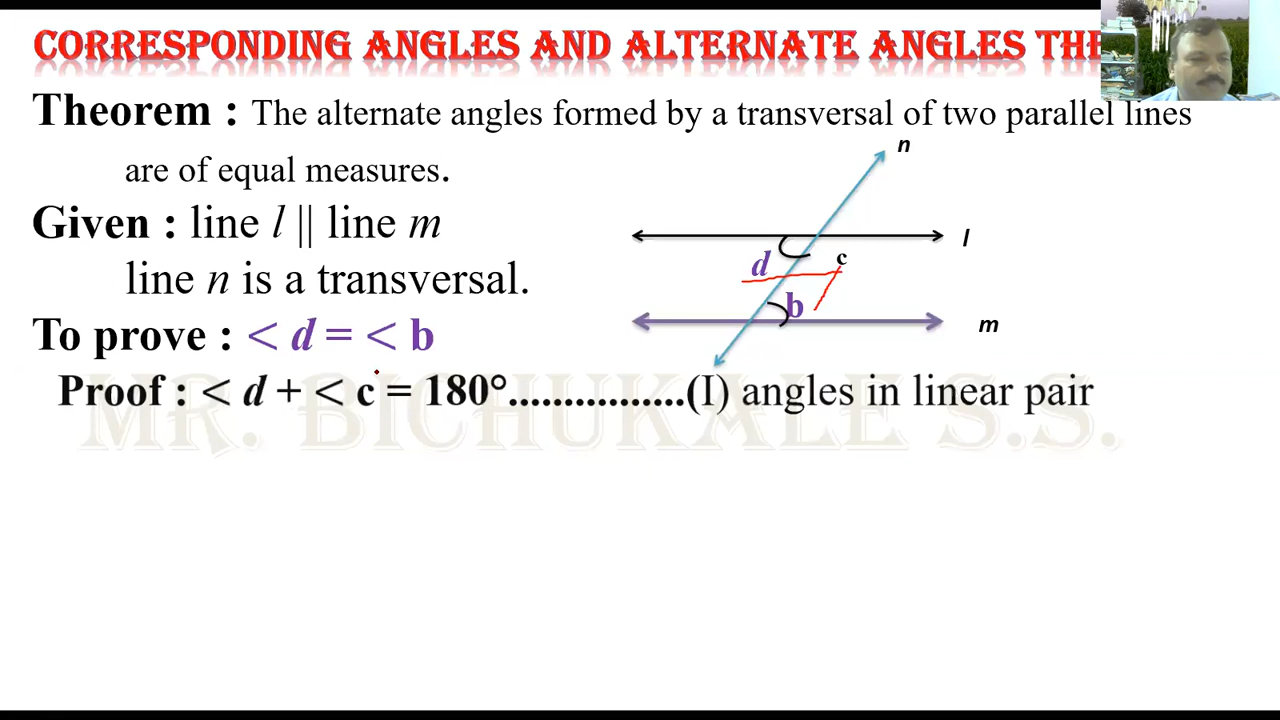 CORRESPONDING ANGLES AND ALTERNATE ANGLES THE
Theorem : The alternate angles formed by a transversal of two parallel lines
are of equal measures.
n
Given : line l || line m
l
d
c
line n is a transversal.
b
m
To prove : < d = < b
Proof : < d + < c = 180°................(I) angles in linear pair
MR. BICHUKALE S.S.